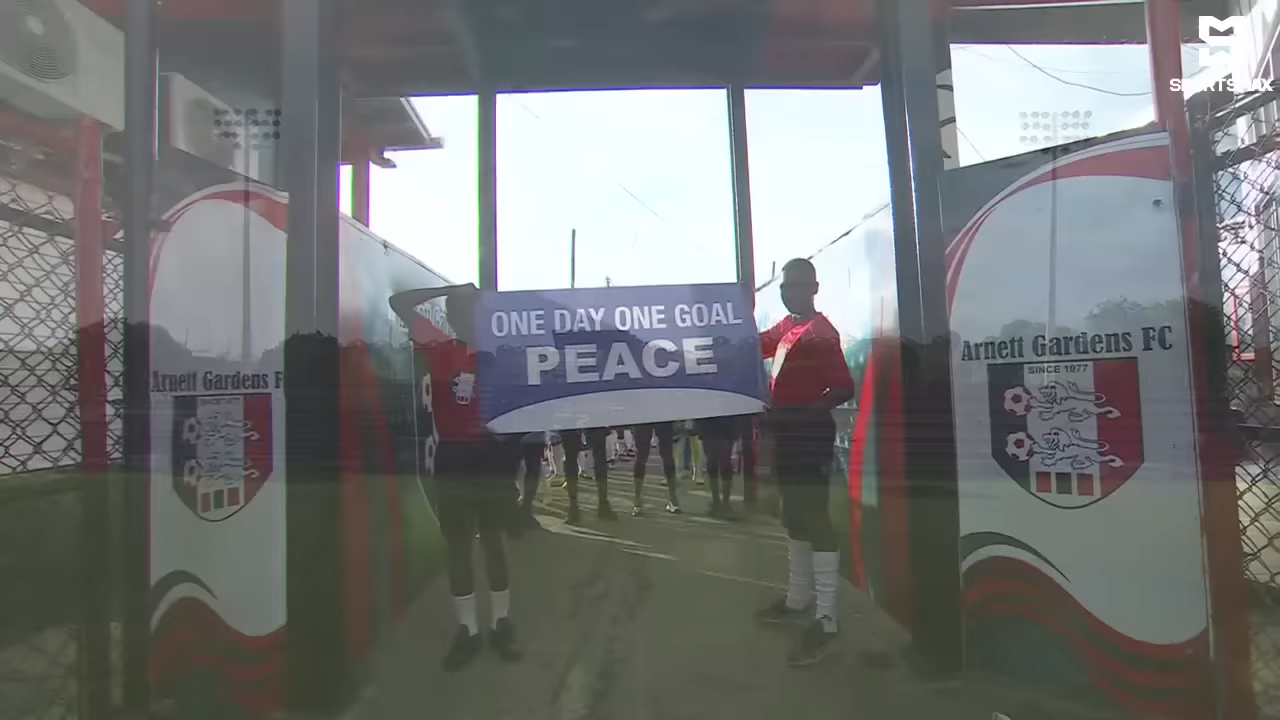 SPORTSMAX
ONE DAY ONE GOAL
PEACE
Arnett Gardens F
Arnett Gardens FC
SINCE 1977